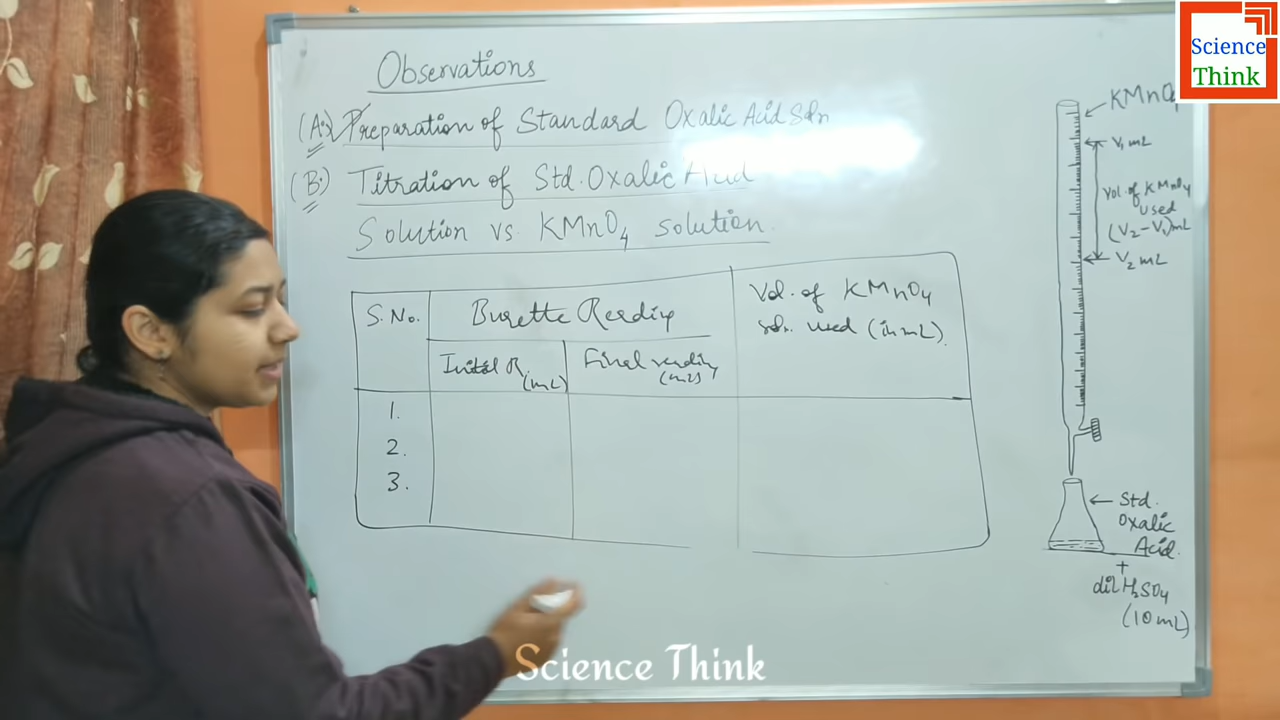 Observations
(A.) Preparation of Standard Oxalic Acid Soln
(B.) Titration of Std. Oxalic Acid
Solution vs. KMnO4 solution.
S.No.
Burette Reading
Vol. of KMnO4
soln. used (in mL).
Initial R.
(mL)
Final reading
(mL)
1.
2.
3.
KMnO4
V1 mL
Vol. of KMnO4
used
(V2-V1)mL
V2 mL
Std.
Oxalic
Acid.
+
dil H2SO4
(10mL)
Science
Think
Science Think